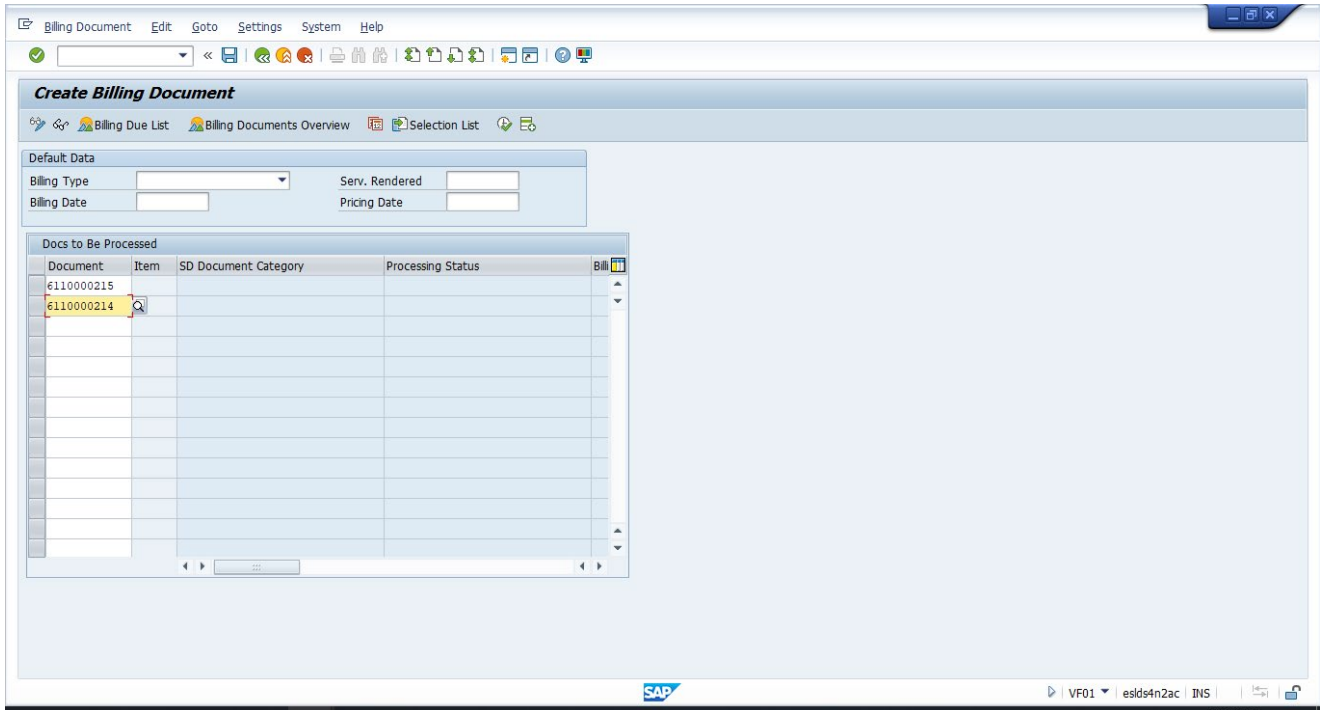 Billing Document Edit Goto Settings System Help
Create Billing Document
Billing Due List Billing Documents Overview Selection List
Default Data
Billing Type Serv. Rendered
Billing Date Pricing Date
Docs to Be Processed
Document Item SD Document Category Processing Status Billi
6110000215
6110000214
SAP VF01 eslds4n2ac INS